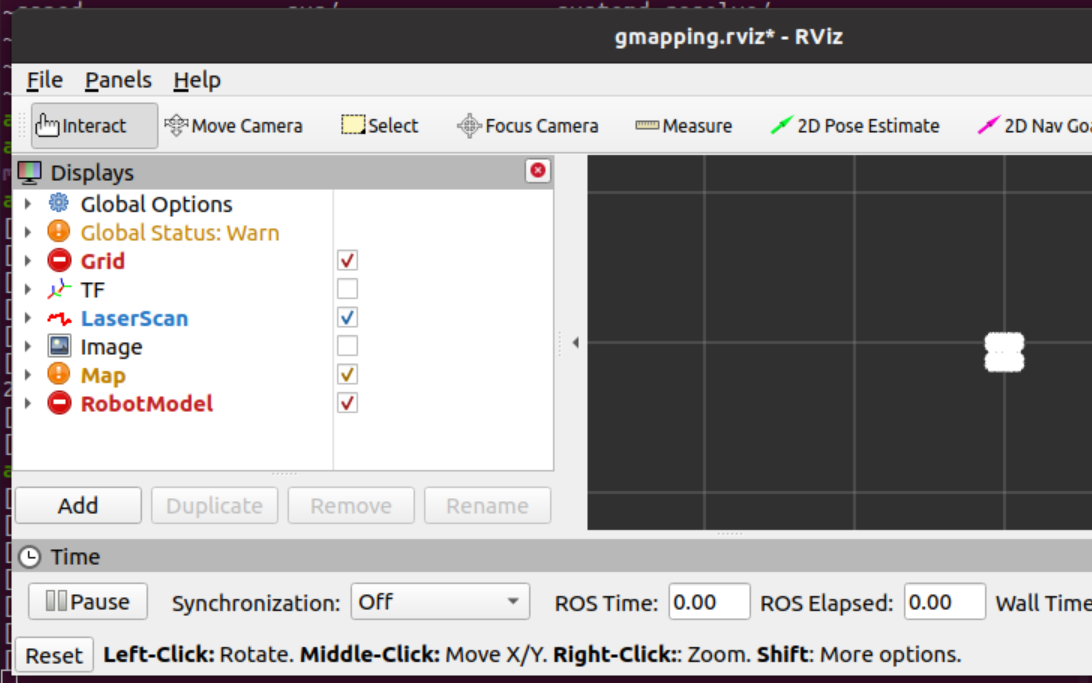 gmapping.rviz* - RViz
File Panels Help
Interact Move Camera Select Focus Camera Measure 2D Pose Estimate 2D Nav
Displays
Global Options
Global Status: Warn
Grid
TF
LaserScan
Image
Map
RobotModel
Add Duplicate Remove Rename
Time
Pause Synchronization: Off ROS Time: 0.00 ROS Elapsed: 0.00 Wall Time
Reset Left-Click: Rotate. Middle-Click: Move X/Y. Right-Click:: Zoom. Shift: More options.